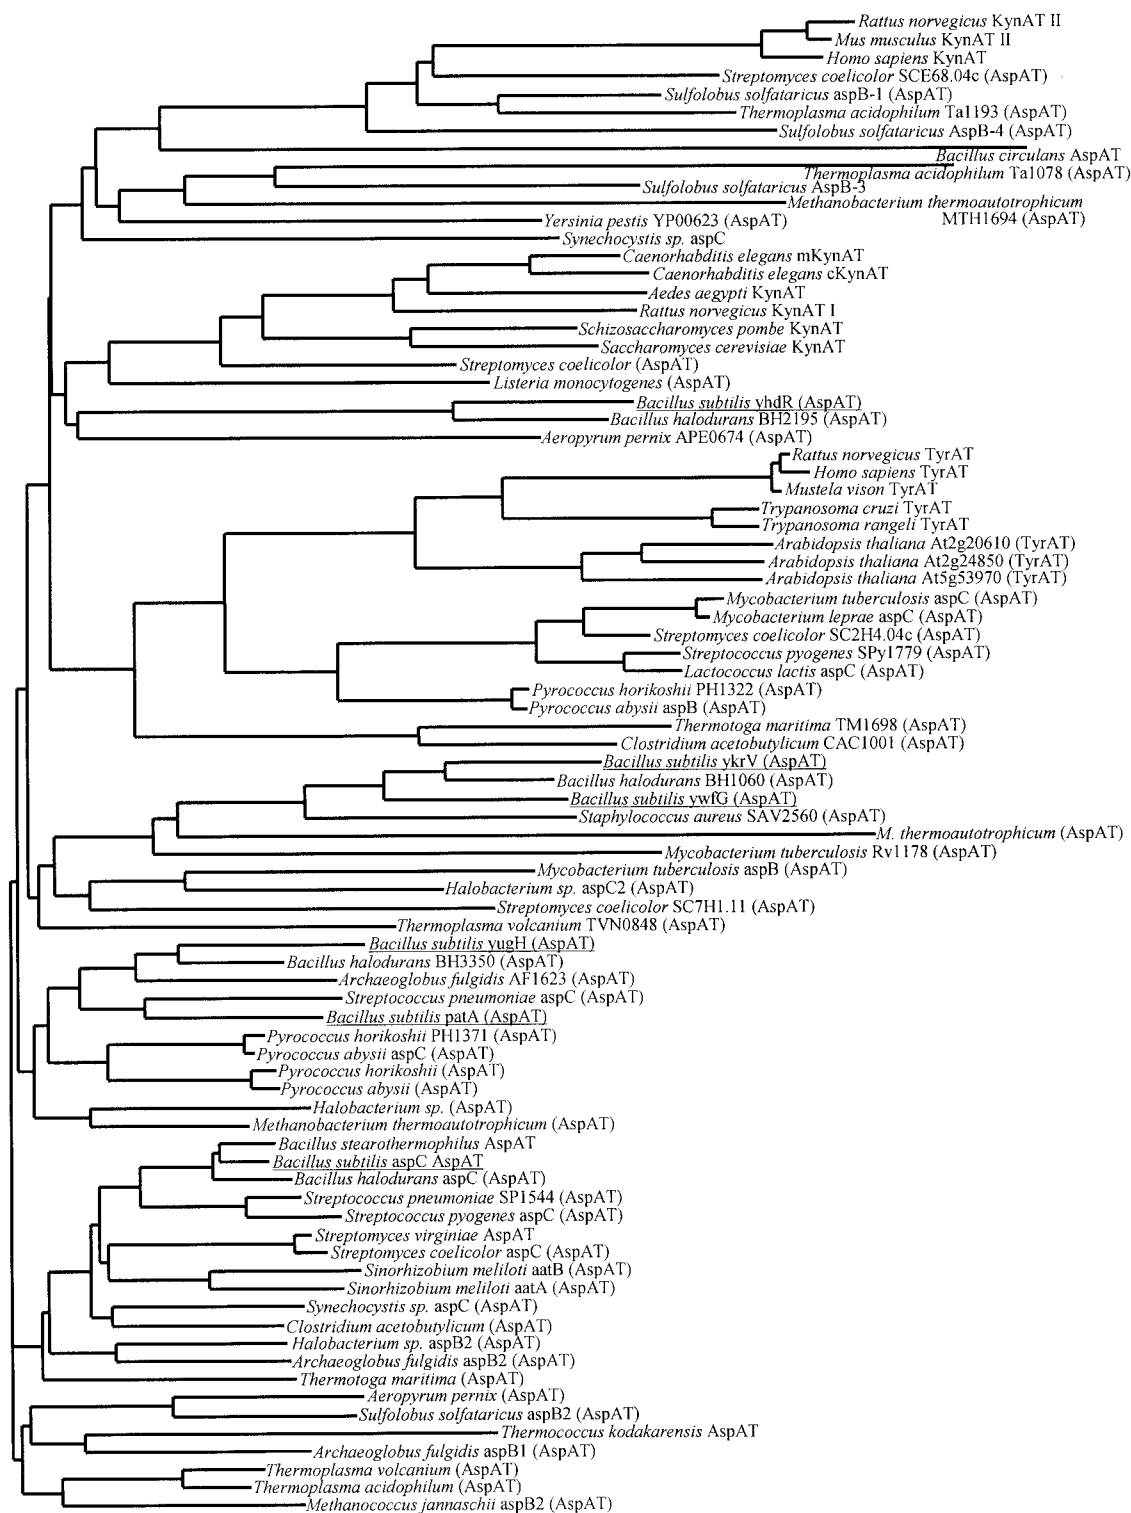 Rattus norvegicus KynAT II
Mus musculus KynAT II
Homo sapiens KynAT
Streptomyces coelicolor SCE68.04c (AspAT)
Sulfolobus solfataricus aspB-1 (AspAT)
Thermoplasma acidophilum Ta1193 (AspAT)
Sulfolobus solfataricus AspB-4 (AspAT)
Bacillus circulans AspAT
Thermoplasma acidophilum Ta1078 (AspAT)
Sulfolobus solfataricus AspB-3
Methanobacterium thermoautotrophicum
Yersinia pestis YP00623 (AspAT) MTH1694 (AspAT)
Synechocystis sp. aspC
Caenorhabditis elegans mKynAT
Caenorhabditis elegans cKynAT
Aedes aegypti KynAT
Rattus norvegicus KynAT I
Schizosaccharomyces pombe KynAT
Saccharomyces cerevisiae KynAT
Streptomyces coelicolor (AspAT)
Listeria monocytogenes (AspAT)
Bacillus subtilis yhdR (AspAT)
Bacillus halodurans BH2195 (AspAT)
Aeropyrum pernix APE0674 (AspAT)
Rattus norvegicus TyrAT
Homo sapiens TyrAT
Mustela vison TyrAT
Trypanosoma cruzi TyrAT
Trypanosoma rangeli TyrAT
Arabidopsis thaliana At2g20610 (TyrAT)
Arabidopsis thaliana At2g24850 (TyrAT)
Arabidopsis thaliana At5g53970 (TyrAT)
Mycobacterium tuberculosis aspC (AspAT)
Mycobacterium leprae aspC (AspAT)
Streptomyces coelicolor SC2H4.04c (AspAT)
Streptococcus pyogenes SPy1779 (AspAT)
Lactococcus lactis aspC (AspAT)
Pyrococcus horikoshii PH1322 (AspAT)
Pyrococcus abysii aspB (AspAT)
Thermotoga maritima TM1698 (AspAT)
Clostridium acetobutylicum CAC1001 (AspAT)
Bacillus subtilis ykrV (AspAT)
Bacillus halodurans BH1060 (AspAT)
Bacillus subtilis ywfG (AspAT)
Staphylococcus aureus SAV2560 (AspAT)
M. thermoautotrophicum (AspAT)
Mycobacterium tuberculosis Rv1178 (AspAT)
Mycobacterium tuberculosis aspB (AspAT)
Halobacterium sp. aspC2 (AspAT)
Streptomyces coelicolor SC7H1.11 (AspAT)
Thermoplasma volcanium TVN0848 (AspAT)
Bacillus subtilis yugH (AspAT)
Bacillus halodurans BH3350 (AspAT)
Archaeoglobus fulgidis AF1623 (AspAT)
Streptococcus pneumoniae aspC (AspAT)
Bacillus subtilis patA (AspAT)
Pyrococcus horikoshii PH1371 (AspAT)
Pyrococcus abysii aspC (AspAT)
Pyrococcus horikoshii (AspAT)
Pyrococcus abysii (AspAT)
Halobacterium sp. (AspAT)
Methanobacterium thermoautotrophicum (AspAT)
Bacillus stearothermophilus AspAT
Bacillus subtilis aspC AspAT
Bacillus halodurans aspC (AspAT)
Streptococcus pneumoniae SP1544 (AspAT)
Streptococcus pyogenes aspC (AspAT)
Streptomyces virginiae AspAT
Streptomyces coelicolor aspC (AspAT)
Sinorhizobium meliloti aatB (AspAT)
Sinorhizobium meliloti aatA (AspAT)
Synechocystis sp. aspC (AspAT)
Clostridium acetobutylicum (AspAT)
Halobacterium sp. aspB2 (AspAT)
Archaeoglobus fulgidis aspB2 (AspAT)
Thermotoga maritima (AspAT)
Aeropyrum pernix (AspAT)
Sulfolobus solfataricus aspB2 (AspAT)
Thermococcus kodakarensis AspAT
Archaeoglobus fulgidis aspB1 (AspAT)
Thermoplasma volcanium (AspAT)
Thermoplasma acidophilum (AspAT)
Methanococcus jannaschii aspB2 (AspAT)